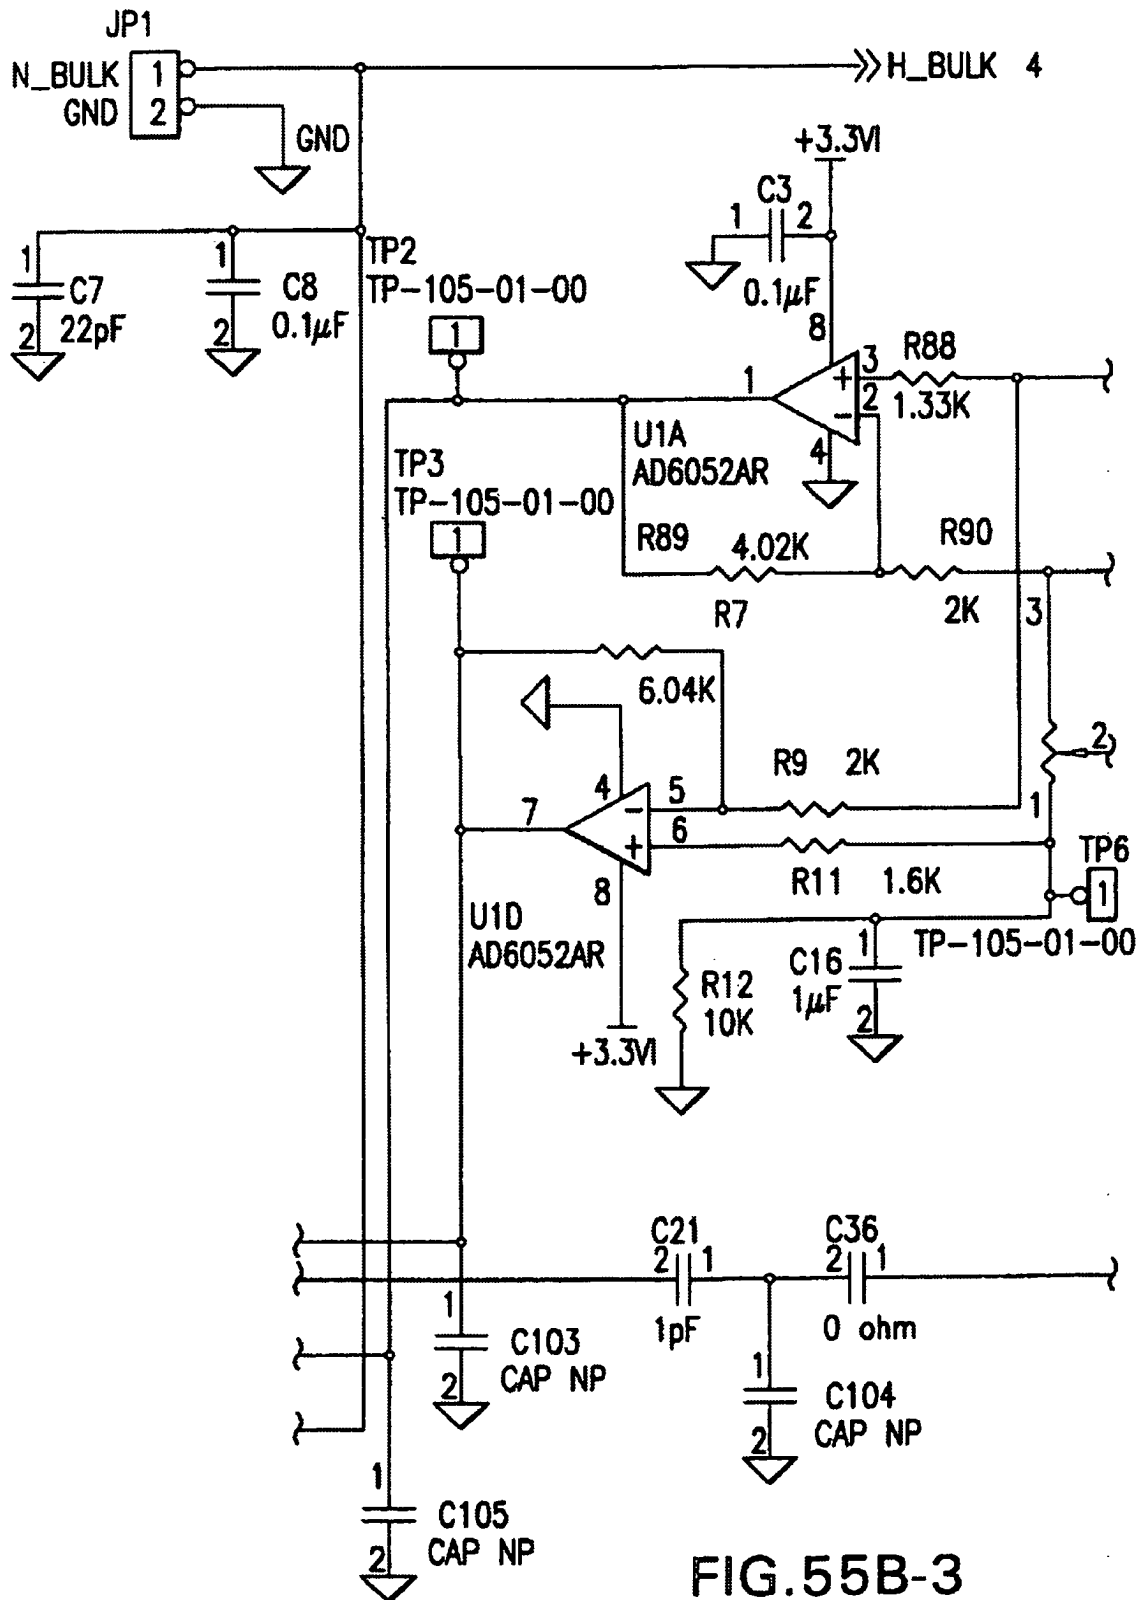 JP1
N_BULK 1
GND 2
GND
H_BULK 4
+3.3VI
C3
1 2
0.1µF
8
1
C7
22pF
2
1
C8
0.1µF
2
TP2
TP-105-01-00
1
1
3
2
4
R88
1.33K
U1A
AD6052AR
TP3
TP-105-01-00
1
R89
4.02K
R90
2K
3
R7
6.04K
2
1
R9 2K
4
5
7
6
8
R11 1.6K
TP6
1
TP-105-01-00
U1D
AD6052AR
+3.3VI
R12
10K
1
C16
1µF
2
C21
2 1
1pF
C36
2 1
0 ohm
1
C103
CAP NP
2
1
C104
CAP NP
2
1
C105
CAP NP
2
FIG.55B-3